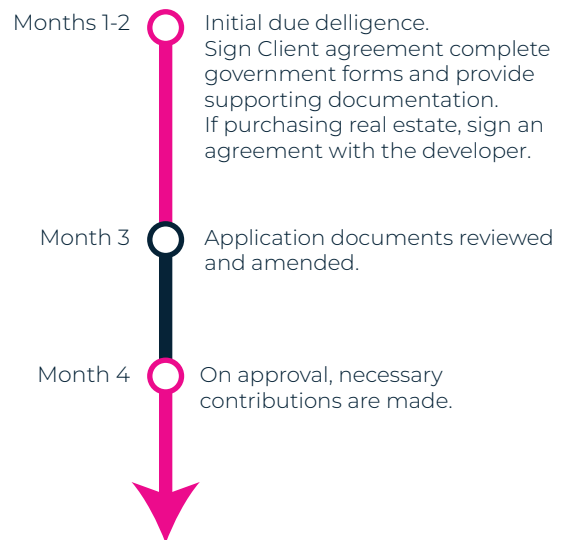 Months 1-2
Initial due delligence.
Sign Client agreement complete
government forms and provide
supporting documentation.
If purchasing real estate, sign an
agreement with the developer.
Month 3
Application documents reviewed
and amended.
Month 4
On approval, necessary
contributions are made.